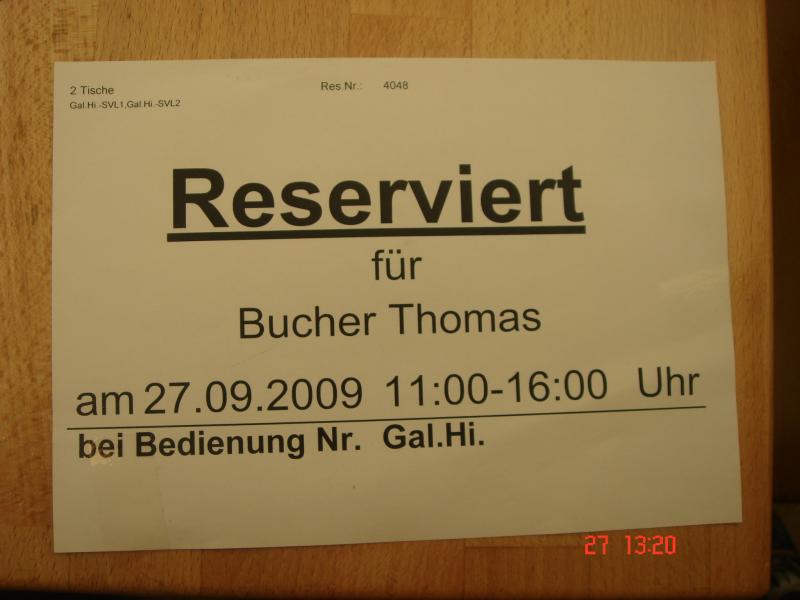 2 Tische Res.Nr.: 4048
Gal.Hi.-SVL1,Gal.Hi.-SVL2
Reserviert
für
Bucher Thomas
am 27.09.2009 11:00-16:00 Uhr
bei Bedienung Nr. Gal.Hi.
27 13:20